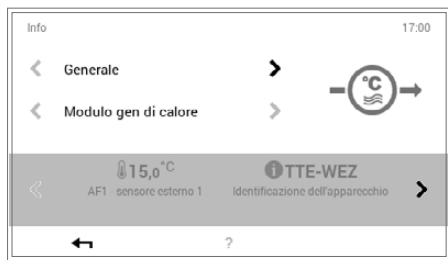 Info 17:00
Generale
°C
Modulo gen di calore
15,0°C TTE-WEZ
AF1 sensore esterno 1 Identificazione dell'apparecchio
?